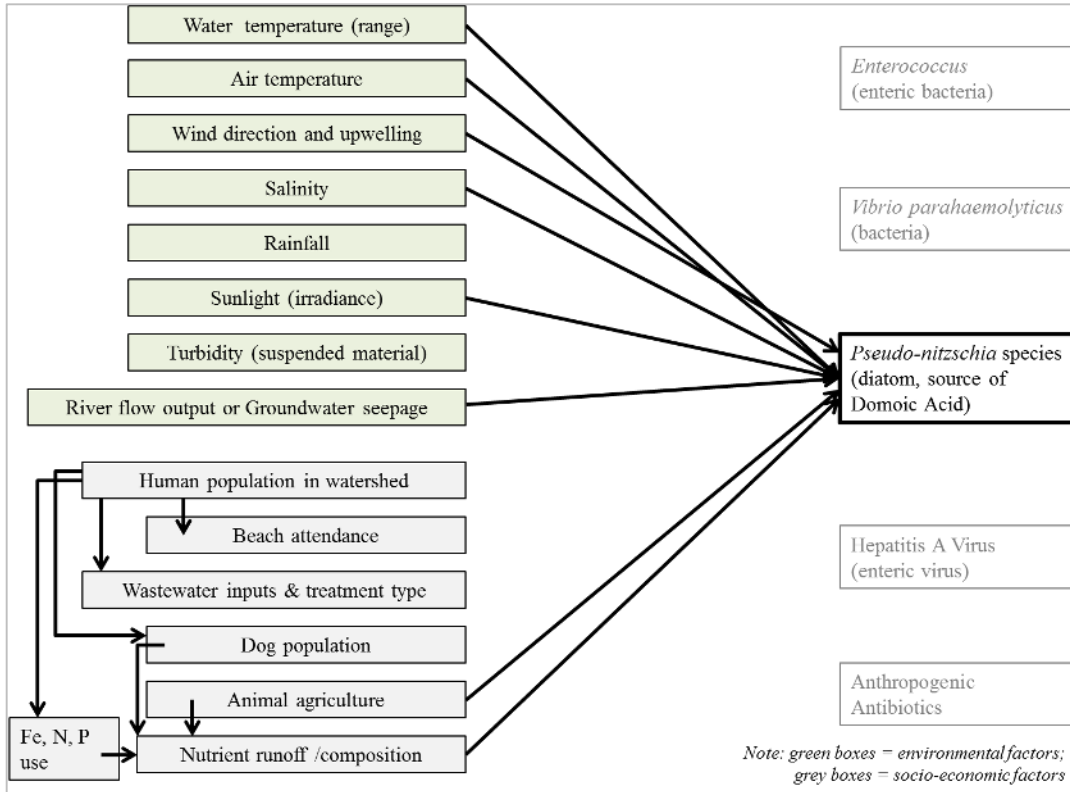 Water temperature (range)
Air temperature
Wind direction and upwelling
Salinity
Rainfall
Sunlight (irradiance)
Turbidity (suspended material)
River flow output or Groundwater seepage
Human population in watershed
Beach attendance
Wastewater inputs & treatment type
Dog population
Animal agriculture
Fe, N, P
use
Nutrient runoff /composition
Enterococcus
(enteric bacteria)
Vibrio parahaemolyticus
(bacteria)
Pseudo-nitzschia species
(diatom, source of
Domoic Acid)
Hepatitis A Virus
(enteric virus)
Anthropogenic
Antibiotics
Note: green boxes = environmental factors;
grey boxes = socio-economic factors